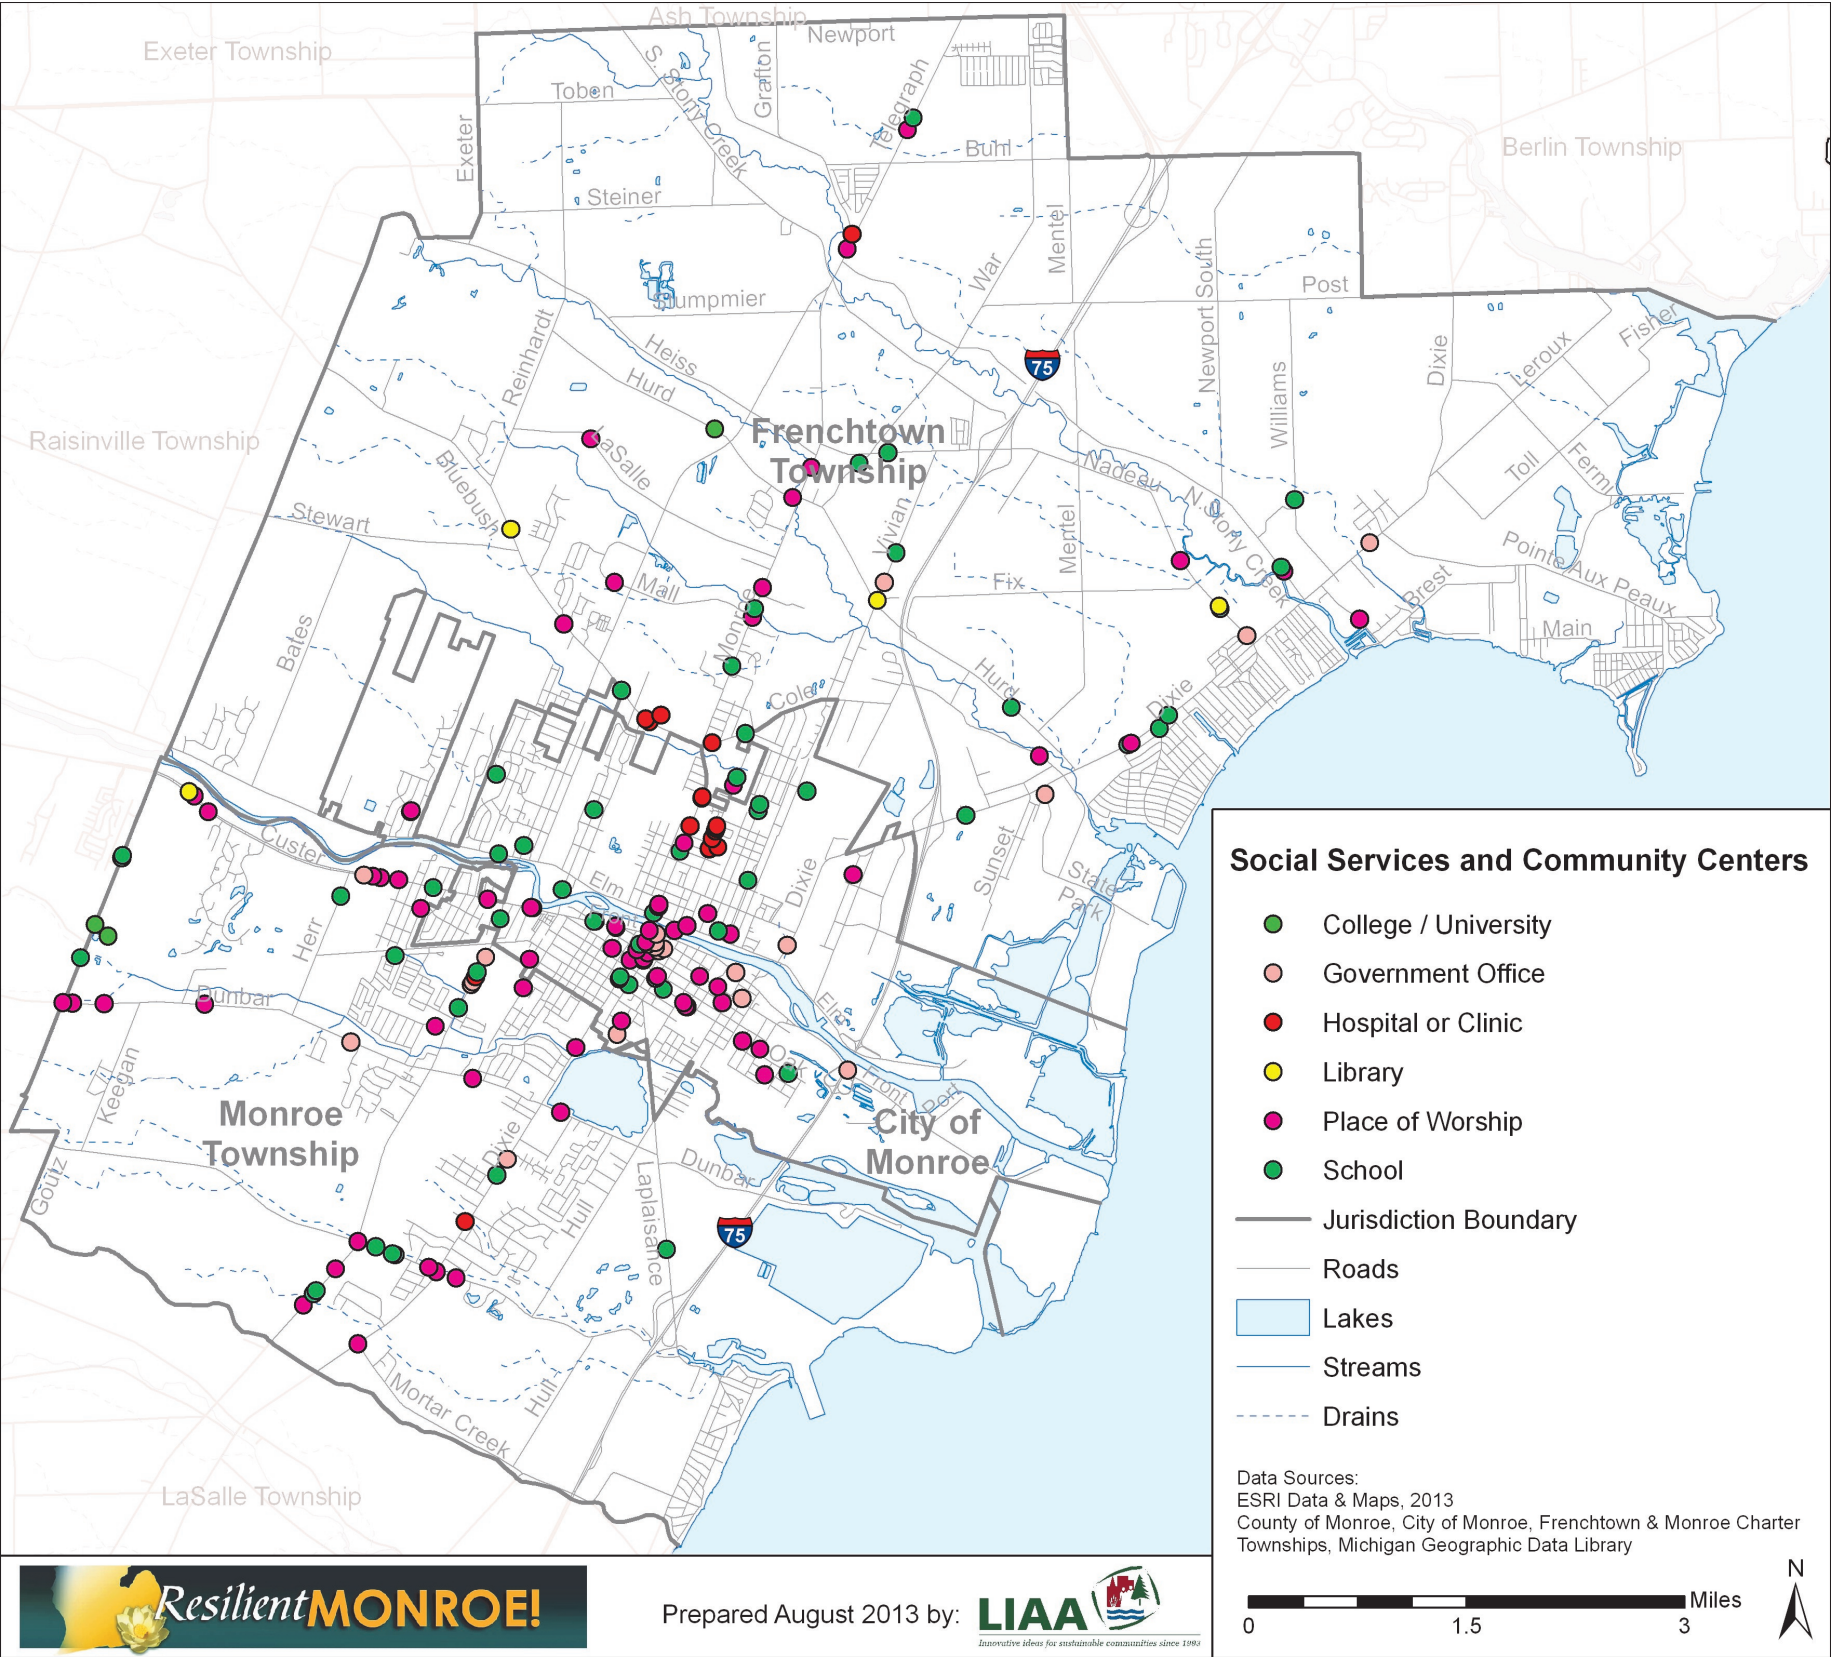 Ash Township
Newport
Exeter Township
S. Stony Creek
Grafton
Telegraph
Toben
Exeter
Buhl
Berlin Township
Steiner
Mentel
War
Newport South
Post
Stumpmier
Reinhardt
Heiss
Hurd
75
Dixie
Leroux
Fisher
Williams
Raisinville Township
Frenchtown
Township
LaSalle
Bluebush
Nadeau
Toll
Fermi
N. Stony Creek
Stewart
Vivian
Mentel
Pointe Aux Peaux
Fix
Mall
Brest
Main
Monroe
Bates
Hurd
Cole
Dixie
Custer
Elm
Dixie
Sunset
State
Park
Front
Herr
Dunbar
Elm
Keegan
Oak
Front
Port
Monroe
Township
City of
Monroe
Dixie
Dunbar
Goutz
Hull
Laplaisance
75
Mortar Creek
Hull
LaSalle Township
Social Services and Community Centers
College / University
Government Office
Hospital or Clinic
Library
Place of Worship
School
Jurisdiction Boundary
Roads
Lakes
Streams
Drains
Data Sources:
ESRI Data & Maps, 2013
County of Monroe, City of Monroe, Frenchtown & Monroe Charter
Townships, Michigan Geographic Data Library
N
Miles
0 1.5 3
ResilientMONROE!
Prepared August 2013 by:
LIAA
Innovative ideas for sustainable communities since 1993